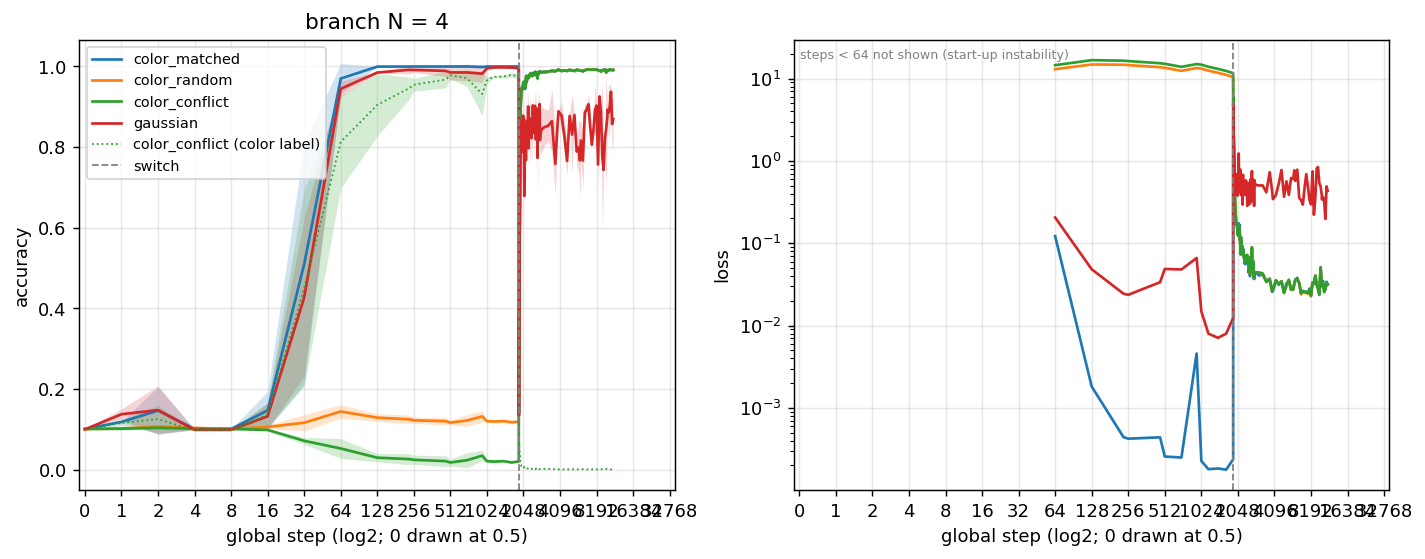 branch N = 4
color_matched
color_random
color_conflict
gaussian
color_conflict (color label)
switch
accuracy
1.0
0.8
0.6
0.4
0.2
0.0
0 1 2 4 8 16 32 64 128 256 512 1024 2048 4096 8192 16384 32768
global step (log2; 0 drawn at 0.5)
steps < 64 not shown (start-up instability)
loss
10¹
10⁰
10⁻¹
10⁻²
10⁻³
0 1 2 4 8 16 32 64 128 256 512 1024 2048 4096 8192 16384 32768
global step (log2; 0 drawn at 0.5)